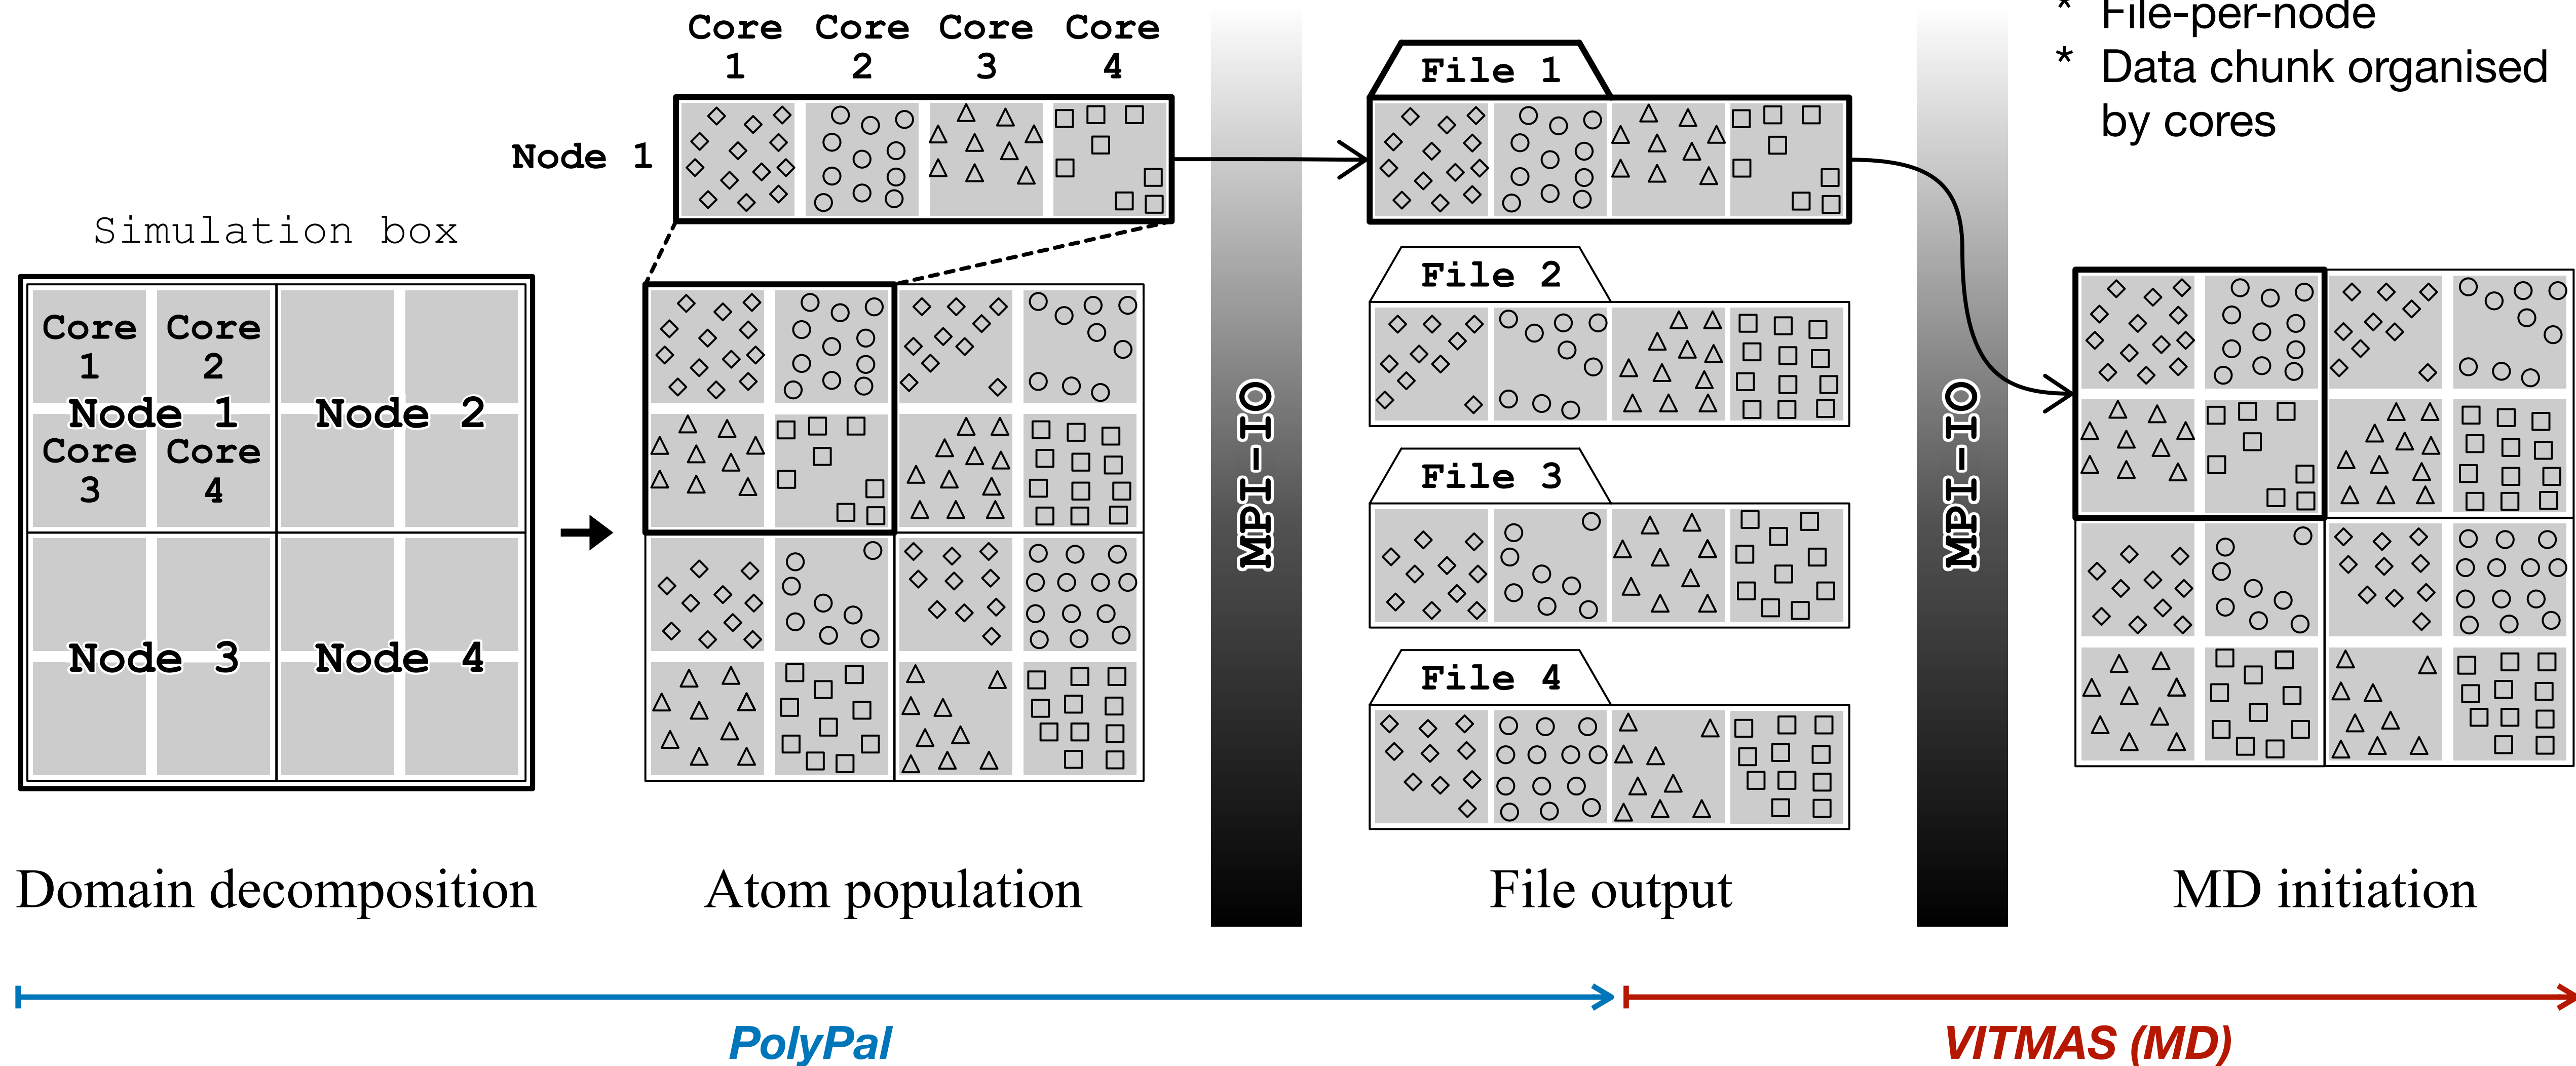 Core Core Core Core
1 2 3 4
Node 1
File 1
* File-per-node
* Data chunk organised
by cores
Simulation box
Core Core
1 2
Node 1 Node 2
Core Core
3 4
Node 3 Node 4
MPI-IO
File 2
File 3
File 4
MPI-IO
Domain decomposition
Atom population
File output
MD initiation
PolyPal
VITMAS (MD)